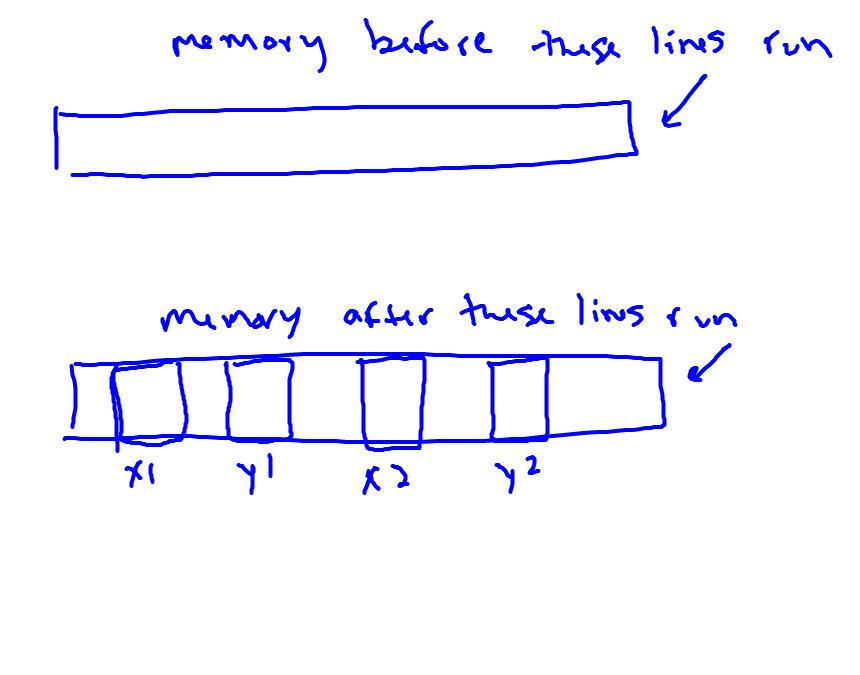 memory before these lines run
memory after these lines run
x1 y1 x2 y2